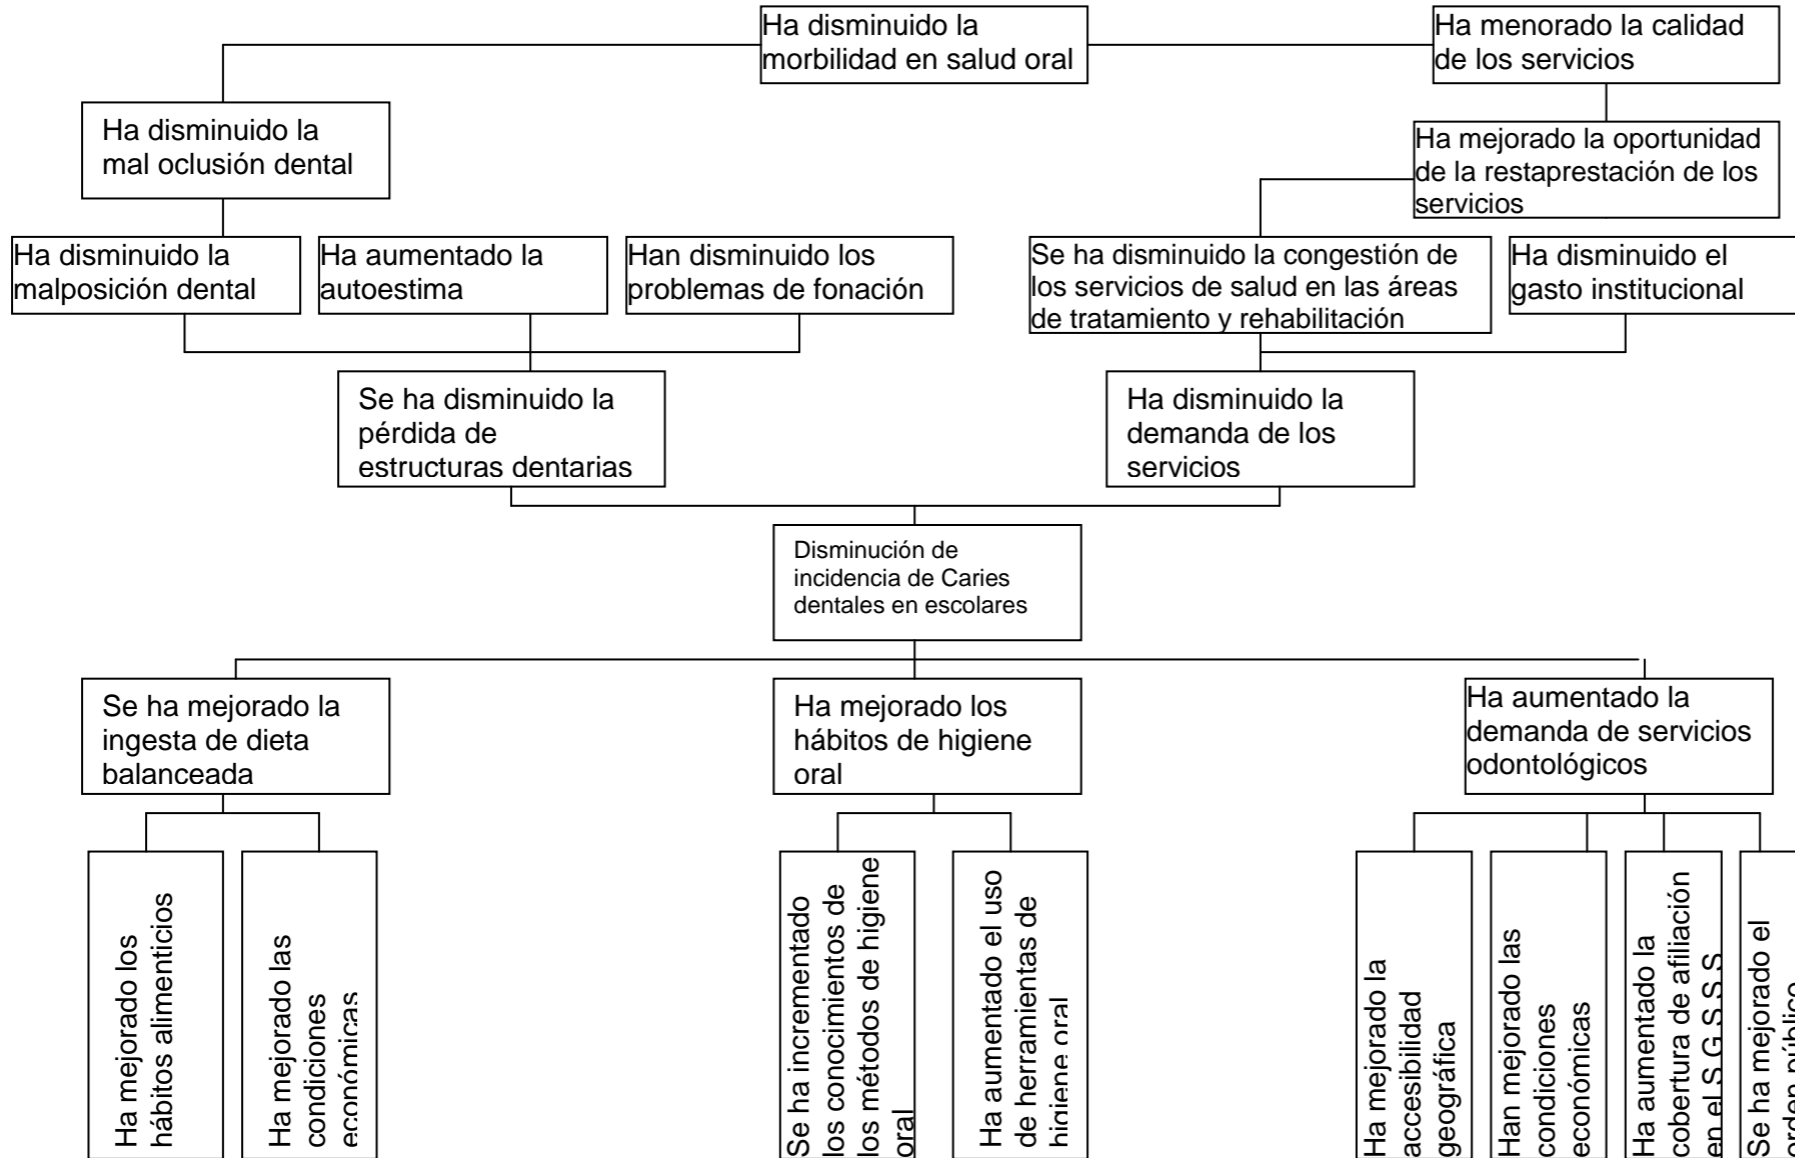 Ha disminuido la
morbilidad en salud oral
Ha menorado la calidad
de los servicios
Ha disminuido la
mal oclusión dental
Ha mejorado la oportunidad
de la restaprestación de los
servicios
Ha disminuido la
malposición dental
Ha aumentado la
autoestima
Han disminuido los
problemas de fonación
Se ha disminuido la congestión de
los servicios de salud en las áreas
de tratamiento y rehabilitación
Ha disminuido el
gasto institucional
Se ha disminuido la
pérdida de
estructuras dentarias
Ha disminuido la
demanda de los
servicios
Disminución de
incidencia de Caries
dentales en escolares
Se ha mejorado la
ingesta de dieta
balanceada
Ha mejorado los
hábitos de higiene
oral
Ha aumentado la
demanda de servicios
odontológicos
Ha mejorado los
hábitos alimenticios
Ha mejorado las
condiciones
económicas
Se ha incrementado
los conocimientos de
los métodos de higiene
oral
Ha aumentado el uso
de herramientas de
higiene oral
Ha mejorado la
accesibilidad
geográfica
Han mejorado las
condiciones
económicas
Ha aumentado la
cobertura de afiliación
en el S.G.S.S.S
Se ha mejorado el
orden público